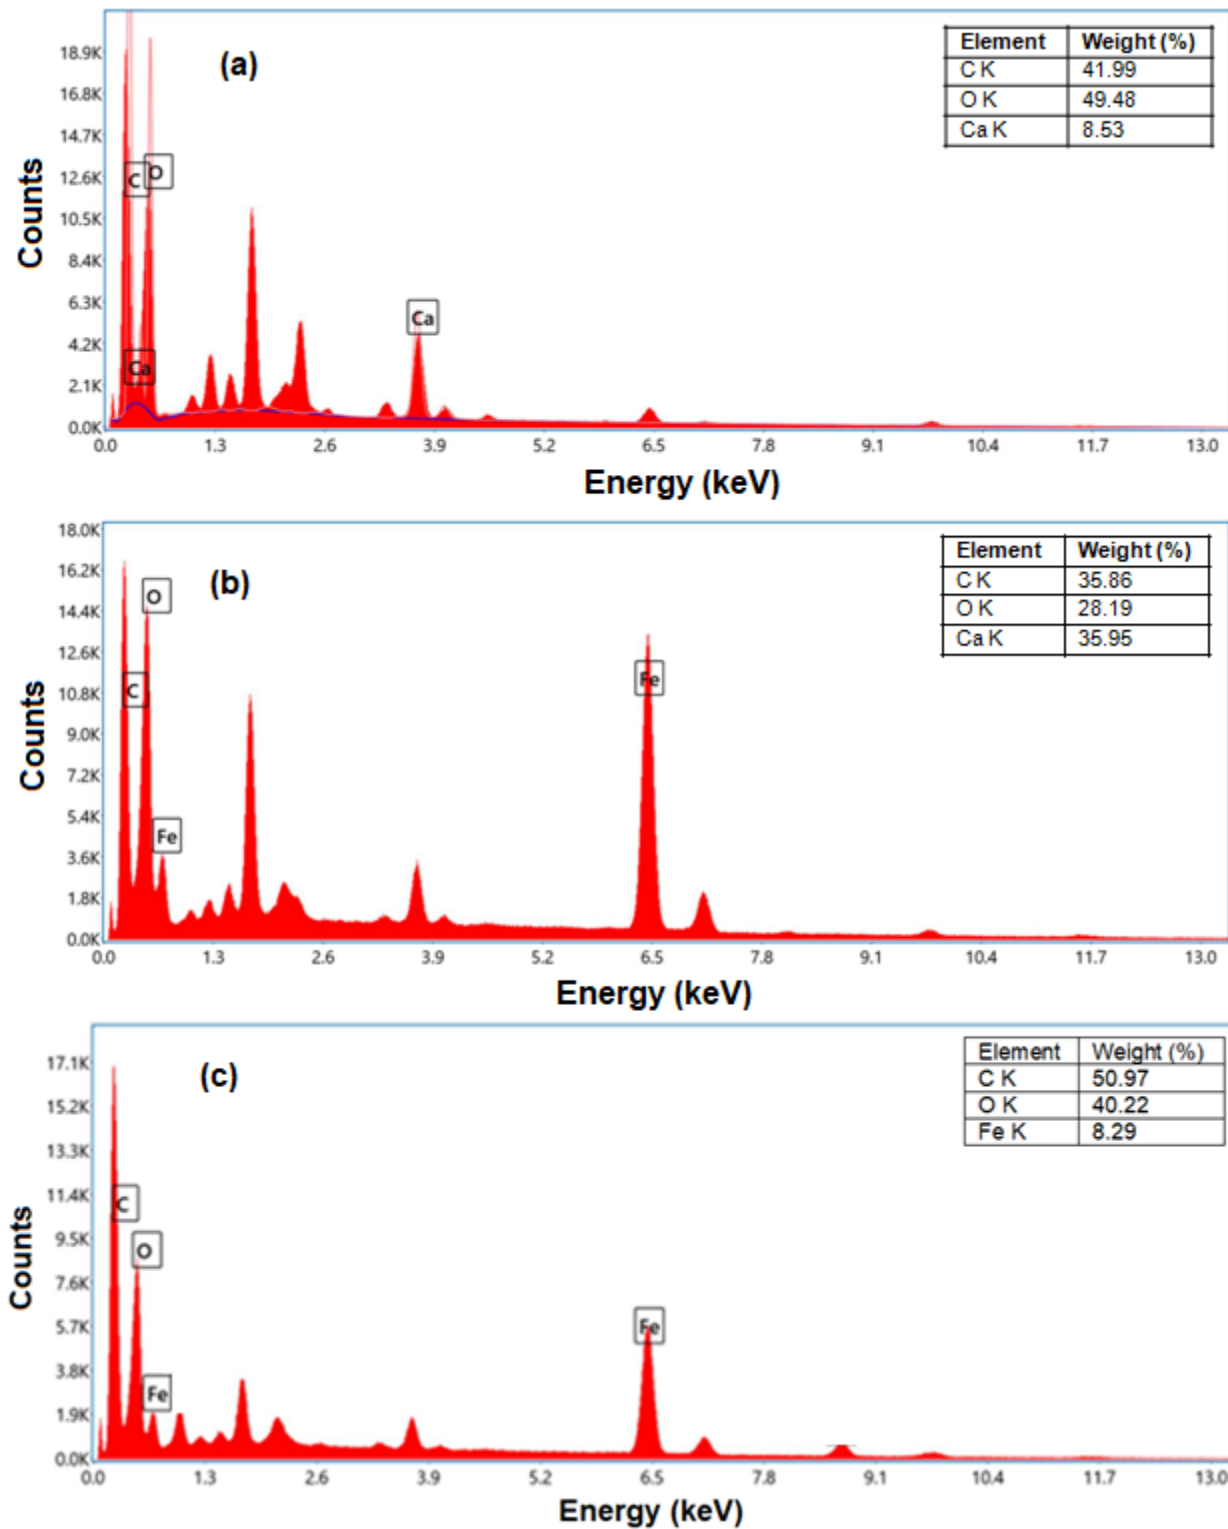 (a)
Element Weight (%)
C K 41.99
O K 49.48
Ca K 8.53
18.9K
16.8K
14.7K
12.6K
10.5K
8.4K
6.3K
4.2K
2.1K
0.0K
Counts
C
O
Ca
Ca
0.0 1.3 2.6 3.9 5.2 6.5 7.8 9.1 10.4 11.7 13.0
Energy (keV)
(b)
Element Weight (%)
C K 35.86
O K 28.19
Ca K 35.95
18.0K
16.2K
14.4K
12.6K
10.8K
9.0K
7.2K
5.4K
3.6K
1.8K
0.0K
Counts
O
C
Fe
Fe
0.0 1.3 2.6 3.9 5.2 6.5 7.8 9.1 10.4 11.7 13.0
Energy (keV)
(c)
Element Weight (%)
C K 50.97
O K 40.22
Fe K 8.29
17.1K
15.2K
13.3K
11.4K
9.5K
7.6K
5.7K
3.8K
1.9K
0.0K
Counts
C
O
Fe
Fe
0.0 1.3 2.6 3.9 5.2 6.5 7.8 9.1 10.4 11.7 13.0
Energy (keV)